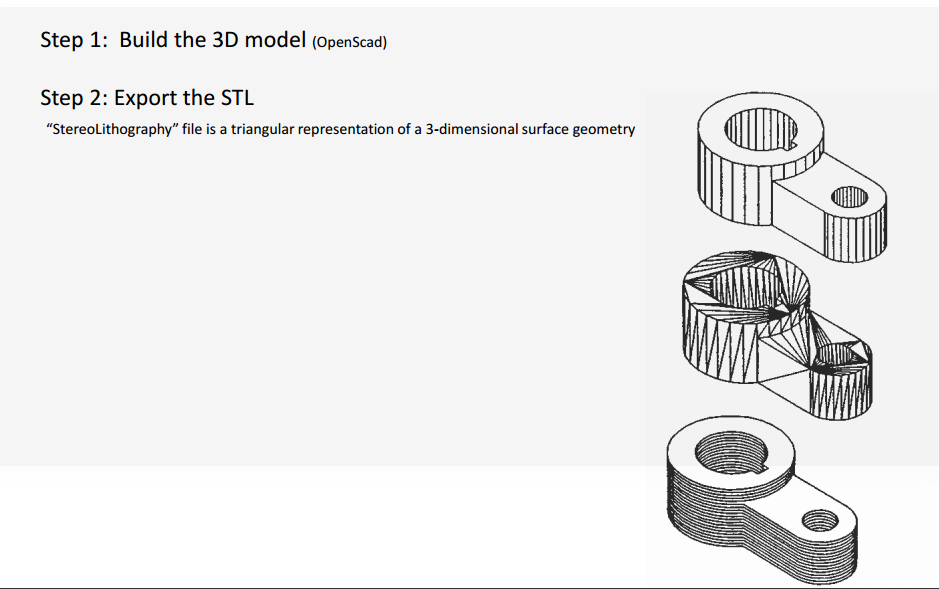 Step 1:  Build the 3D model (OpenScad)
Step 2: Export the STL
“StereoLithography” file is a triangular representation of a 3-dimensional surface geometry